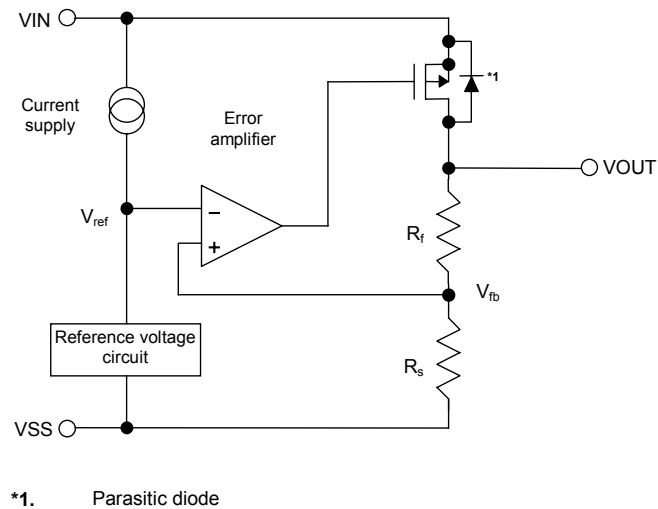 VIN
*1
Current
supply
Error
amplifier
VOUT
Vref
−
+
Rf
Vfb
Reference voltage
circuit
Rs
VSS
*1. Parasitic diode